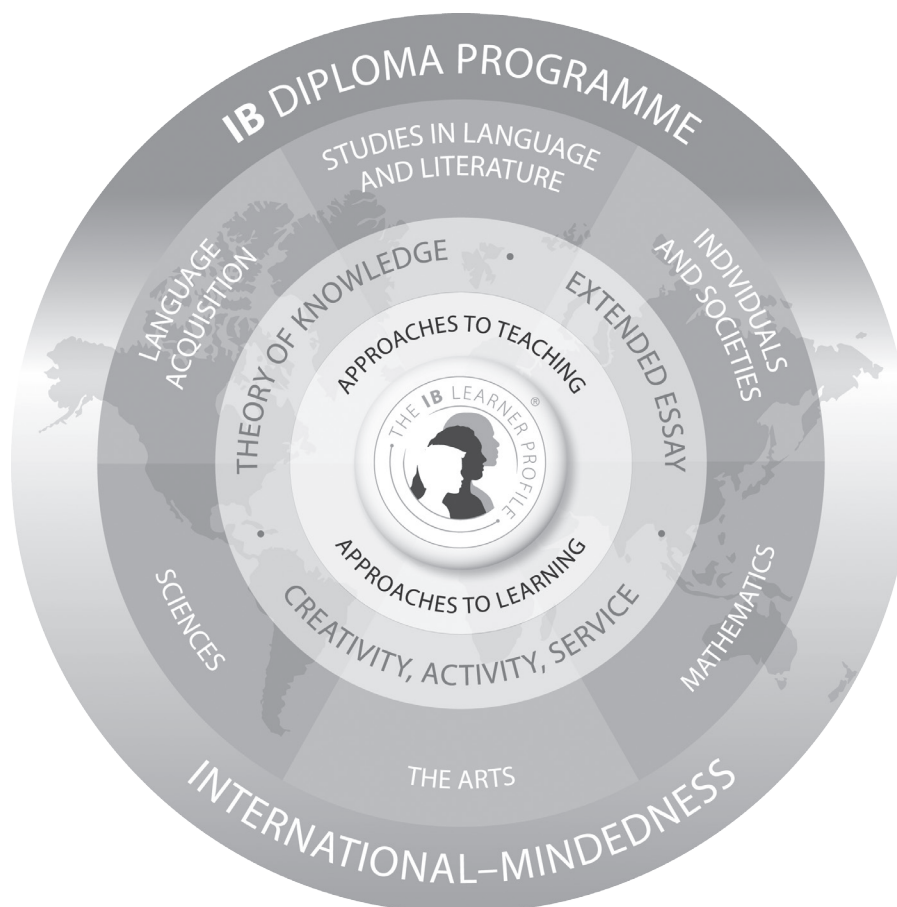 IB DIPLOMA PROGRAMME
STUDIES IN LANGUAGE
AND LITERATURE
LANGUAGE
ACQUISITION
INDIVIDUALS
AND SOCIETIES
THEORY OF KNOWLEDGE
EXTENDED ESSAY
APPROACHES TO TEACHING
THE IB LEARNER PROFILE ®
APPROACHES TO LEARNING
CREATIVITY, ACTIVITY, SERVICE
SCIENCES
MATHEMATICS
THE ARTS
INTERNATIONAL–MINDEDNESS